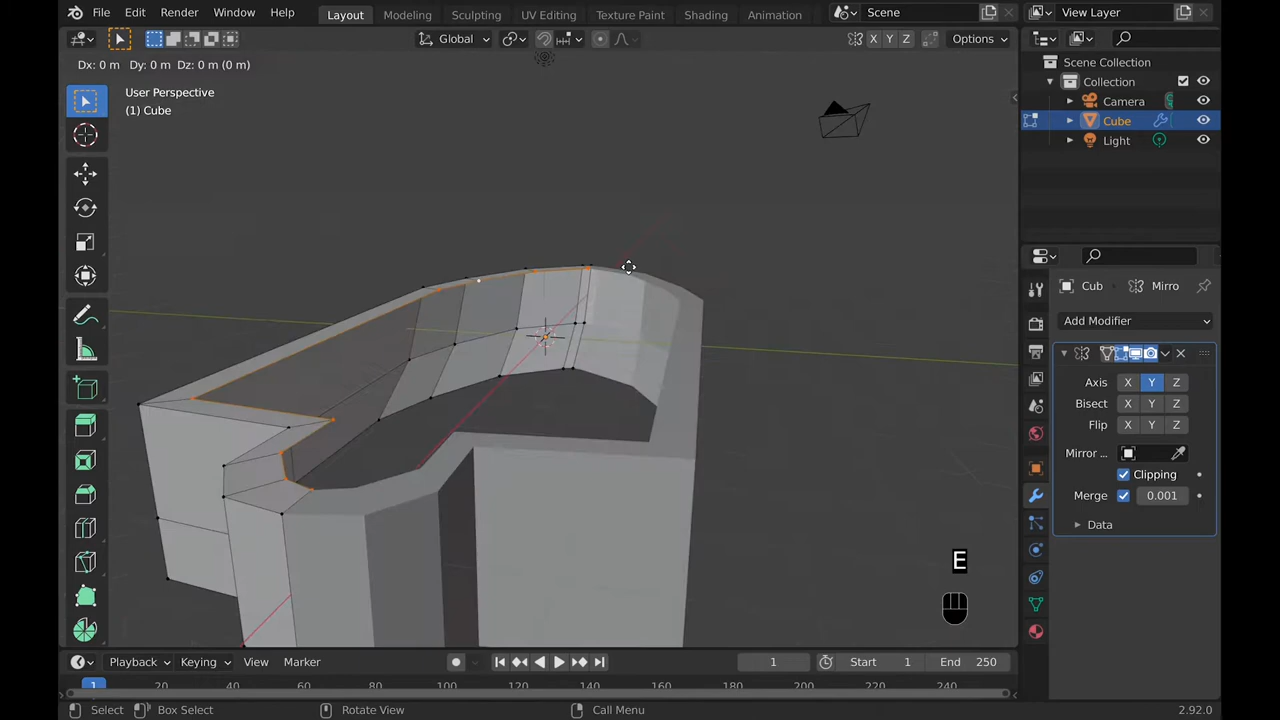 File Edit Render Window Help Layout Modeling Sculpting UV Editing Texture Paint Shading Animation Scene View Layer
Global X Y Z Options
Dx: 0 m Dy: 0 m Dz: 0 m (0 m)
User Perspective
(1) Cube
Scene Collection
Collection
Camera
Cube
Light
Cub Mirro
Add Modifier
Axis X Y Z
Bisect X Y Z
Flip X Y Z
Mirror ...
Clipping
Merge 0.001
Data
E
Playback Keying View Marker 1 Start 1 End 250
1 20 40 60 80 100 120 140 160 180 200 220 240
Select Box Select Rotate View Call Menu 2.92.0